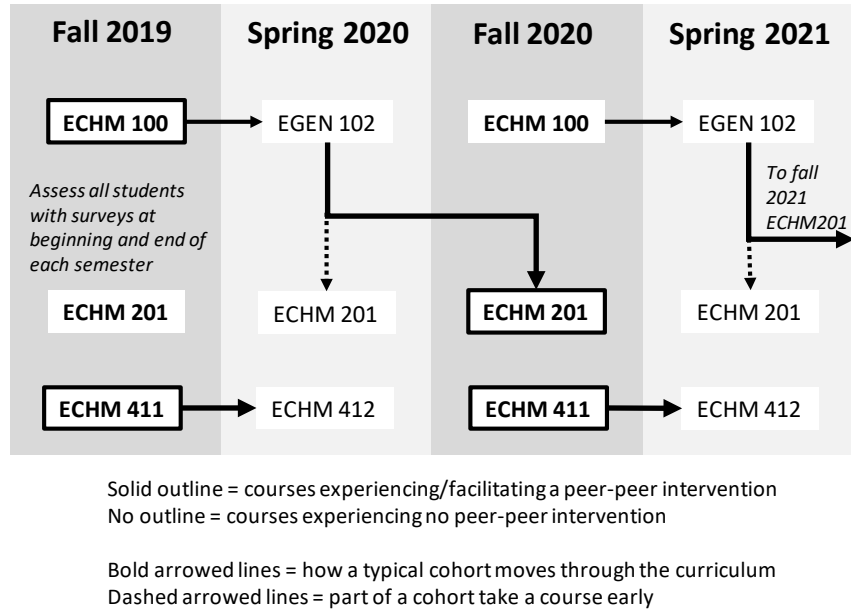 Fall 2019 Spring 2020 Fall 2020 Spring 2021
ECHM 100 EGEN 102 ECHM 100 EGEN 102
Assess all students
with surveys at
beginning and end of
each semester
To fall
2021
ECHM201
ECHM 201 ECHM 201 ECHM 201 ECHM 201
ECHM 411 ECHM 412 ECHM 411 ECHM 412
Solid outline = courses experiencing/facilitating a peer-peer intervention
No outline = courses experiencing no peer-peer intervention
Bold arrowed lines = how a typical cohort moves through the curriculum
Dashed arrowed lines = part of a cohort take a course early